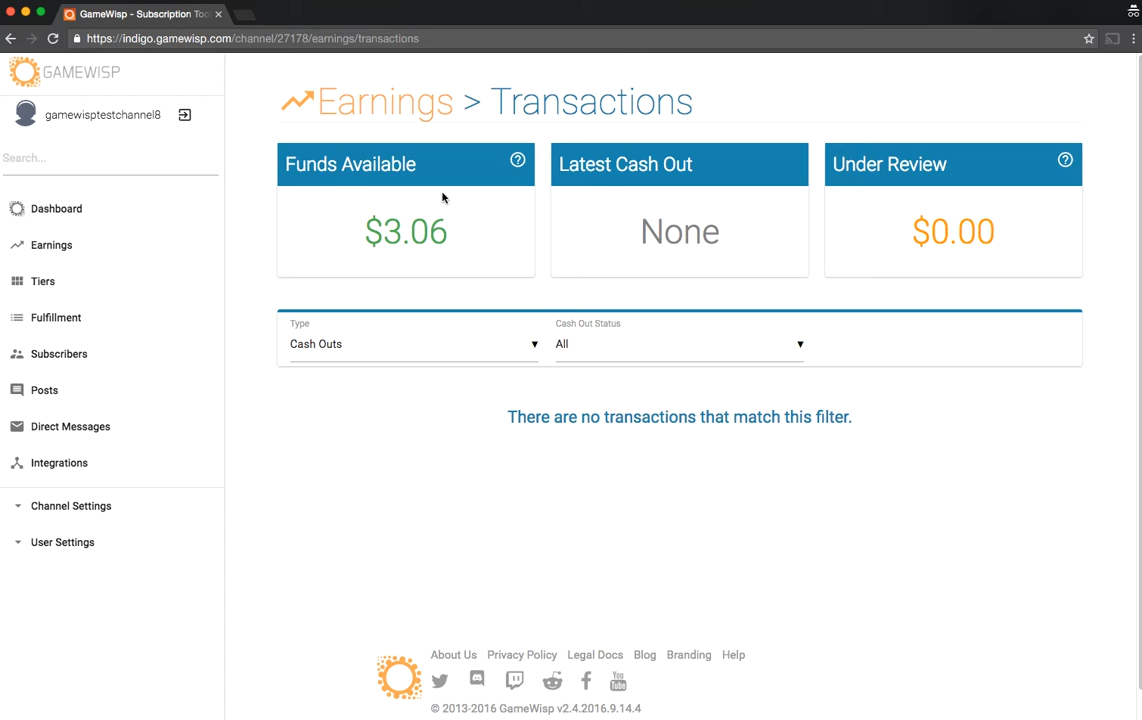 GameWisp - Subscription Too
https://indigo.gamewisp.com/channel/27178/earnings/transactions
GAMEWISP
gamewisptestchannel8
Search...
Dashboard
Earnings
Tiers
Fulfillment
Subscribers
Posts
Direct Messages
Integrations
Channel Settings
User Settings
Earnings > Transactions
Funds Available
$3.06
Latest Cash Out
None
Under Review
$0.00
Type
Cash Outs
Cash Out Status
All
There are no transactions that match this filter.
About Us Privacy Policy Legal Docs Blog Branding Help
You Tube
© 2013-2016 GameWisp v2.4.2016.9.14.4